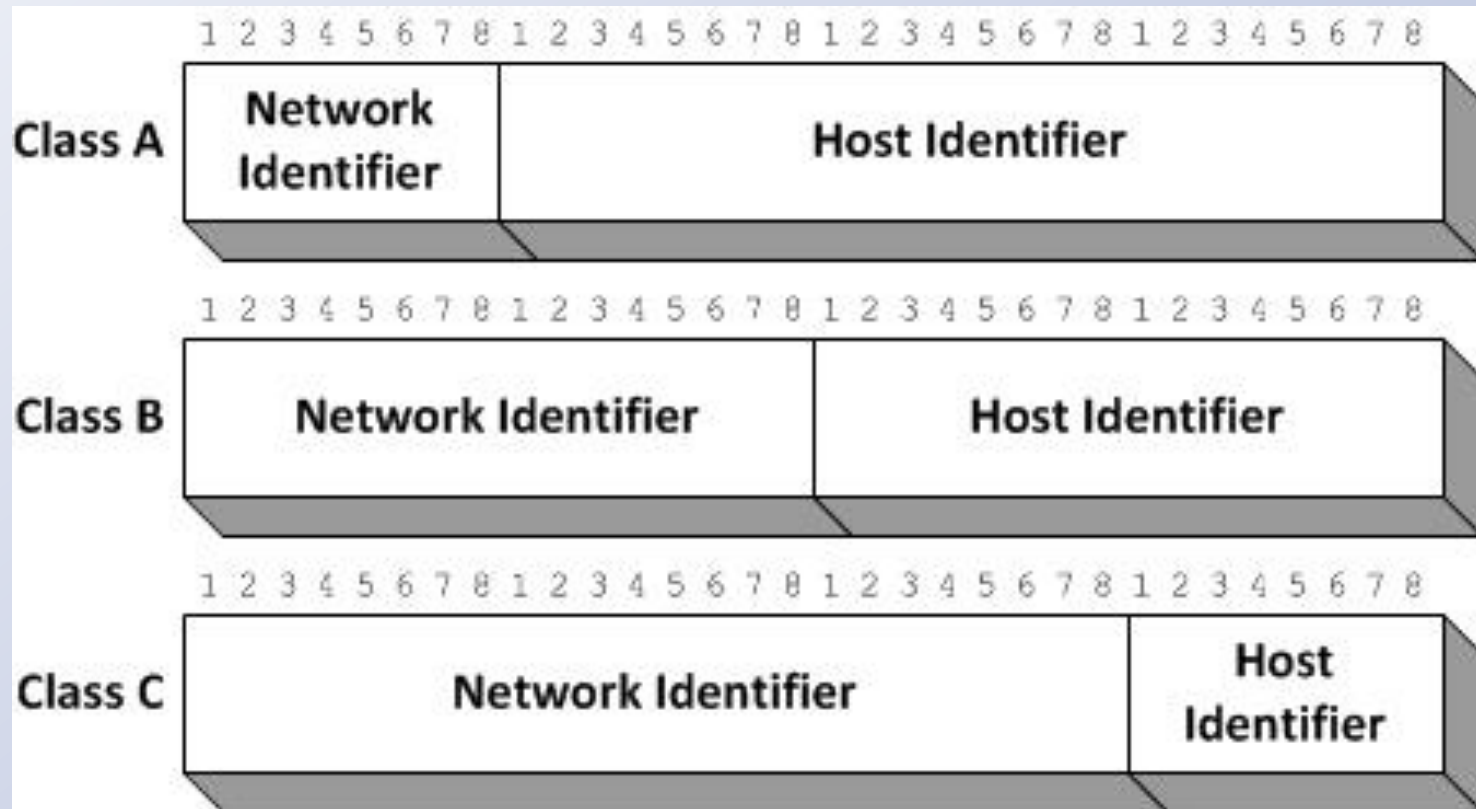 1 2 3 4 5 6 7 8 1 2 3 4 5 6 7 8 1 2 3 4 5 6 7 8 1 2 3 4 5 6 7 8
Class A
Network
Identifier
Host Identifier
1 2 3 4 5 6 7 8 1 2 3 4 5 6 7 8 1 2 3 4 5 6 7 8 1 2 3 4 5 6 7 8
Class B
Network Identifier
Host Identifier
1 2 3 4 5 6 7 8 1 2 3 4 5 6 7 8 1 2 3 4 5 6 7 8 1 2 3 4 5 6 7 8
Class C
Network Identifier
Host
Identifier